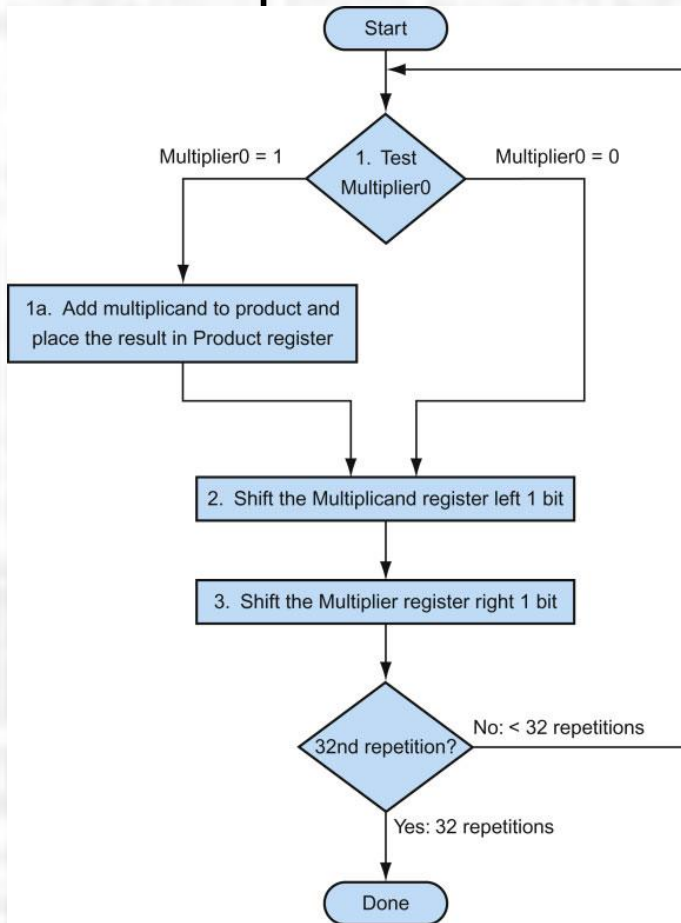 Start
Multiplier0 = 1
1. Test
Multiplier0
Multiplier0 = 0
1a. Add multiplicand to product and
place the result in Product register
2. Shift the Multiplicand register left 1 bit
3. Shift the Multiplier register right 1 bit
32nd repetition?
No: < 32 repetitions
Yes: 32 repetitions
Done